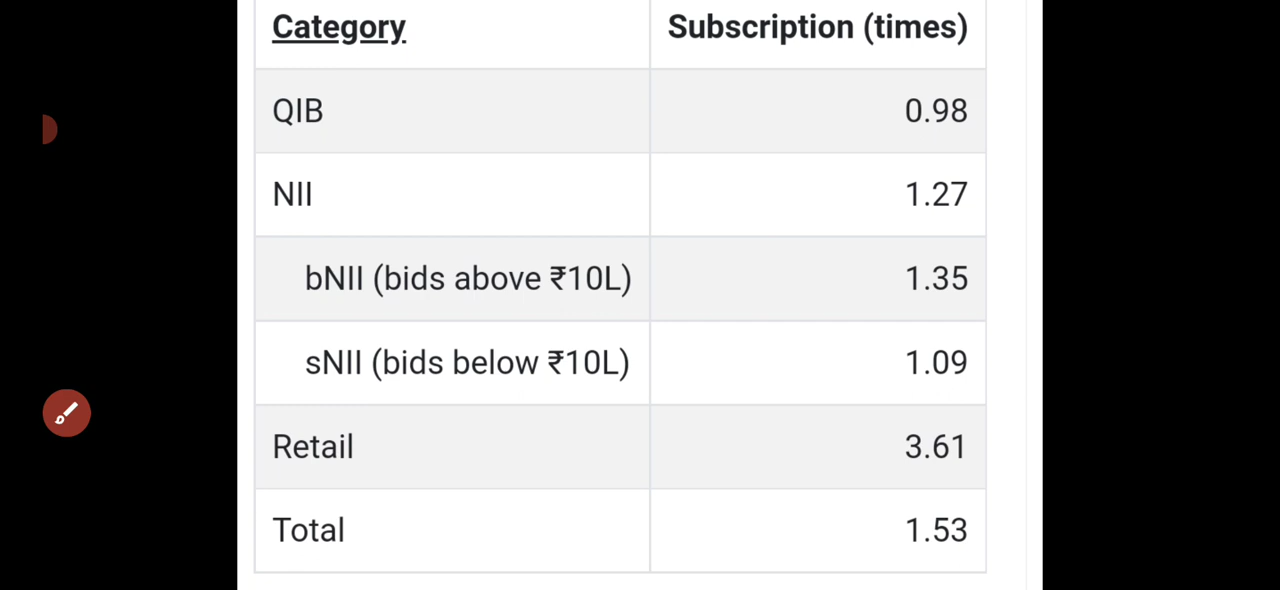 Category Subscription (times)
QIB 0.98
NII 1.27
bNII (bids above ₹10L) 1.35
sNII (bids below ₹10L) 1.09
Retail 3.61
Total 1.53